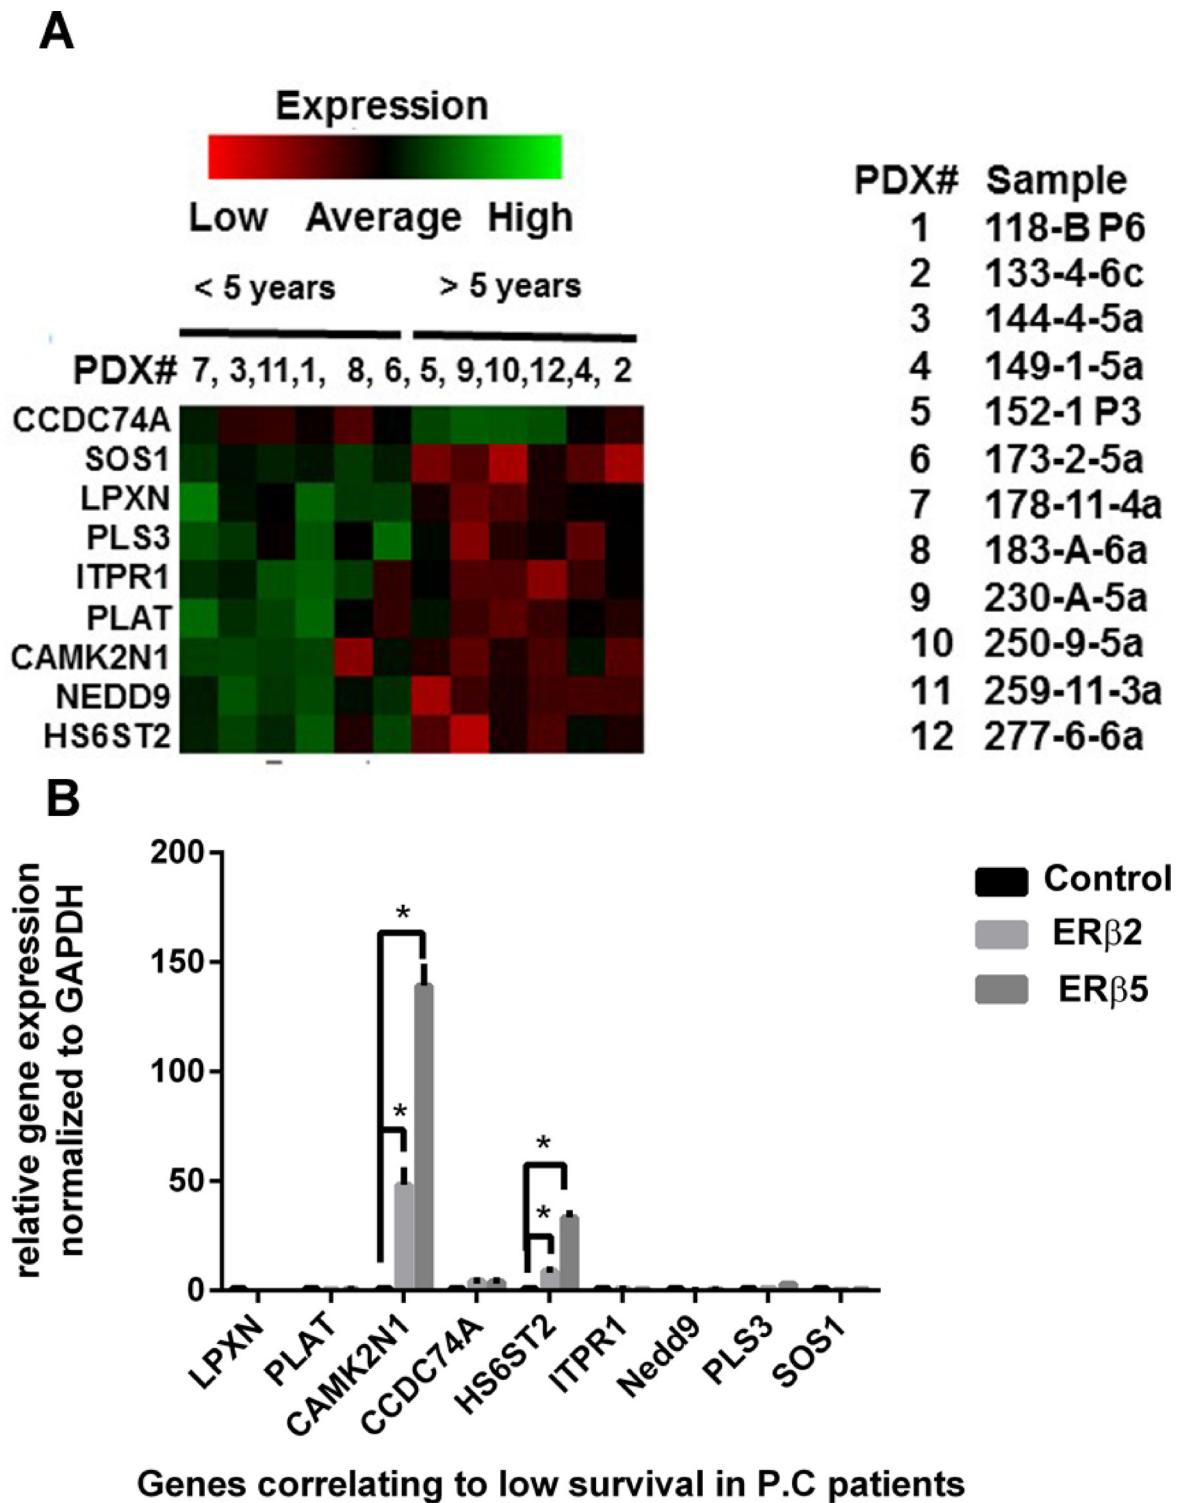 A
Expression
Low Average High
< 5 years > 5 years
PDX# 7, 3,11,1, 8, 6, 5, 9,10,12,4, 2
CCDC74A
SOS1
LPXN
PLS3
ITPR1
PLAT
CAMK2N1
NEDD9
HS6ST2
PDX# Sample
1 118-B P6
2 133-4-6c
3 144-4-5a
4 149-1-5a
5 152-1 P3
6 173-2-5a
7 178-11-4a
8 183-A-6a
9 230-A-5a
10 250-9-5a
11 259-11-3a
12 277-6-6a
B
relative gene expression
normalized to GAPDH
200
150
100
50
0
*
*
*
*
Control
ERβ2
ERβ5
LPXN
PLAT
CAMK2N1
CCDC74A
HS6ST2
ITPR1
Nedd9
PLS3
SOS1
Genes correlating to low survival in P.C patients